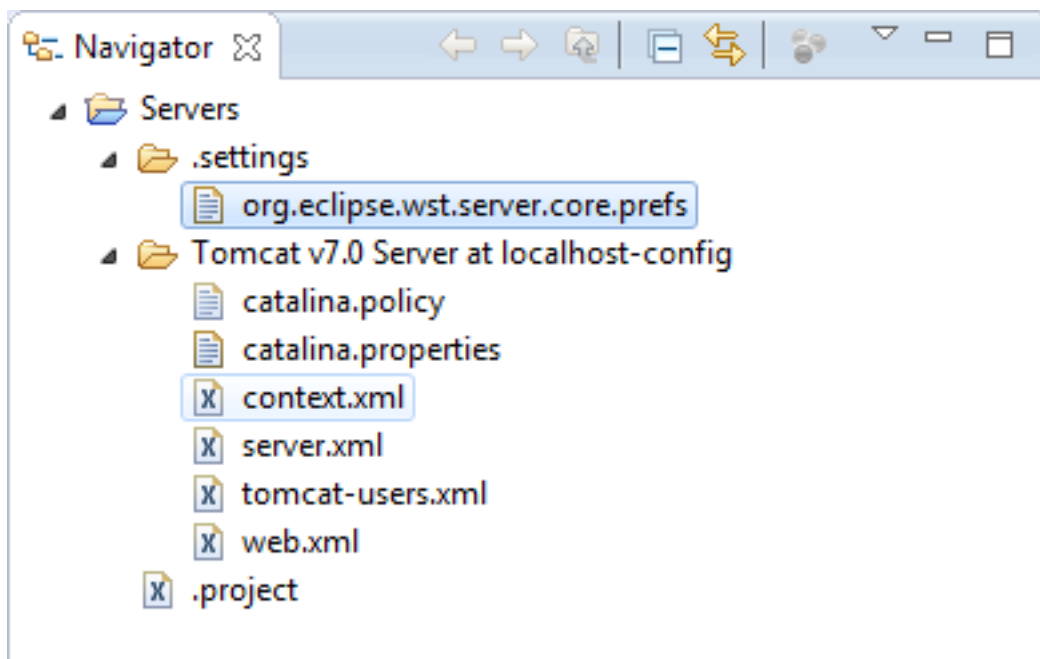 Navigator
Servers
.settings
org.eclipse.wst.server.core.prefs
Tomcat v7.0 Server at localhost-config
catalina.policy
catalina.properties
context.xml
server.xml
tomcat-users.xml
web.xml
.project